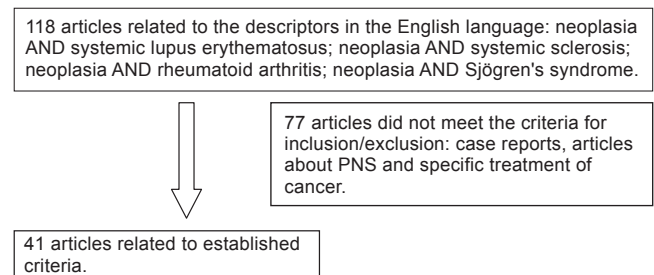 118 articles related to the descriptors in the English language: neoplasia
AND systemic lupus erythematosus; neoplasia AND systemic sclerosis;
neoplasia AND rheumatoid arthritis; neoplasia AND Sjögren's syndrome.
77 articles did not meet the criteria for
inclusion/exclusion: case reports, articles
about PNS and specific treatment of
cancer.
41 articles related to established
criteria.